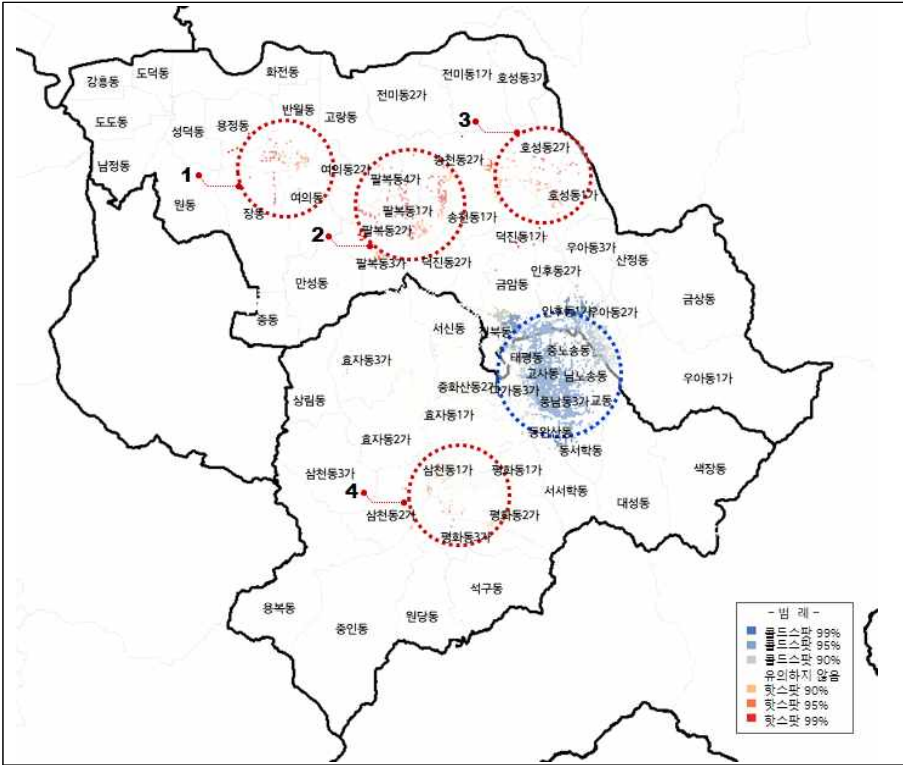 강흥동
도덕동
화전동
전미동1가
호성동3가
전미동2가
반월동
고랑동
도도동
성덕동
용정동
3
호성동2가
남정동
1
여의동2가
송천동2가
팔복동4가
원동
장동
여의동
팔복동1가
송천동1가
호성동1가
2
팔복동2가
덕진동1가
팔복동3가
덕진동2가
우아동3가
산정동
만성동
금암동
인후동2가
금상동
중동
서신동
진북동
인후동1가
우아동2가
효자동3가
태평동
중노송동
상림동
중화산동2가
다가동3가
고사동
남노송동
우아동1가
효자동1가
풍남동3가
교동
효자동2가
동완산동
동서학동
삼천동3가
삼천동1가
평화동1가
색장동
4
서서학동
대성동
삼천동2가
평화동2가
평화동3가
석구동
용복동
중인동
원당동
- 범 례 -
콜드스팟 99%
콜드스팟 95%
콜드스팟 90%
유의하지 않음
핫스팟 90%
핫스팟 95%
핫스팟 99%